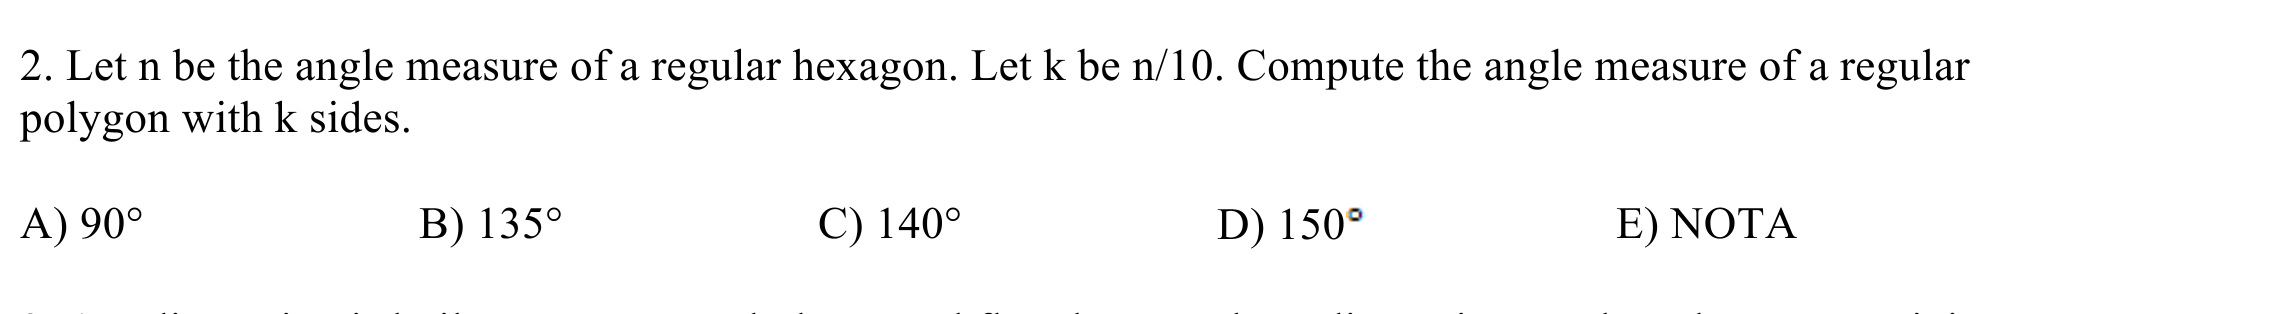 2. Let n be the angle measure of a regular hexagon. Let k be n/10. Compute the angle measure of a regular
polygon with k sides.
A) 90° B) 135° C) 140° D) 150° E) NOTA